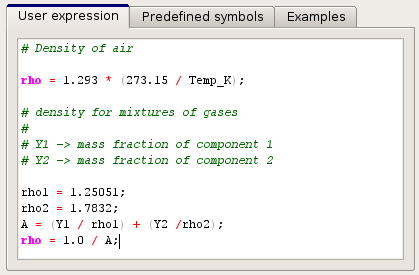 User expression Predefined symbols Examples
# Density of air
rho = 1.293 * (273.15 / Temp_K);
# density for mixtures of gases
#
# Y1 -> mass fraction of component 1
# Y2 -> mass fraction of component 2
rho1 = 1.25051;
rho2 = 1.7832;
A = (Y1 / rho1) + (Y2 /rho2);
rho = 1.0 / A;